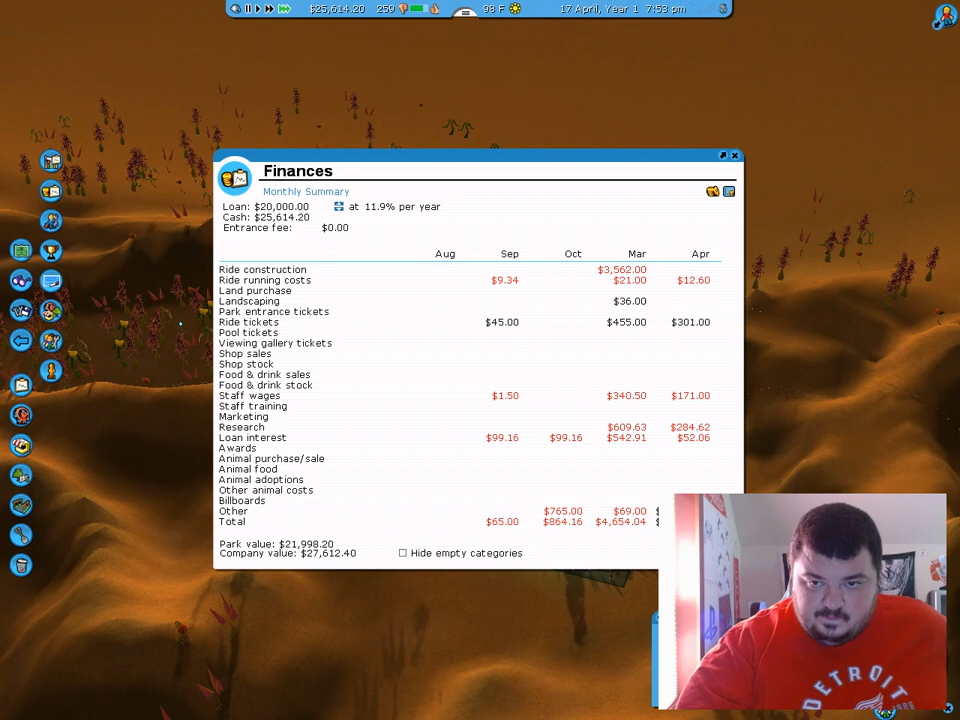 $25,614.20 259 98 F 17 April, Year 1 7:53 pm
Finances
Monthly Summary
Loan: $20,000.00 at 11.9% per year
Cash: $25,614.20
Entrance fee: $0.00
Aug Sep Oct Mar Apr
Ride construction $3,562.00
Ride running costs $9.34 $21.00 $12.60
Land purchase
Landscaping $36.00
Park entrance tickets
Ride tickets $45.00 $455.00 $301.00
Pool tickets
Viewing gallery tickets
Shop sales
Shop stock
Food & drink sales
Food & drink stock
Staff wages $1.50 $340.50 $171.00
Staff training
Marketing
Research $609.63 $284.62
Loan interest $99.16 $99.16 $542.91 $52.06
Awards
Animal purchase/sale
Animal food
Animal adoptions
Other animal costs
Billboards
Other $765.00 $69.00
Total $65.00 $864.16 $4,654.04
Park value: $21,998.20
Company value: $27,612.40 Hide empty categories
DETROIT